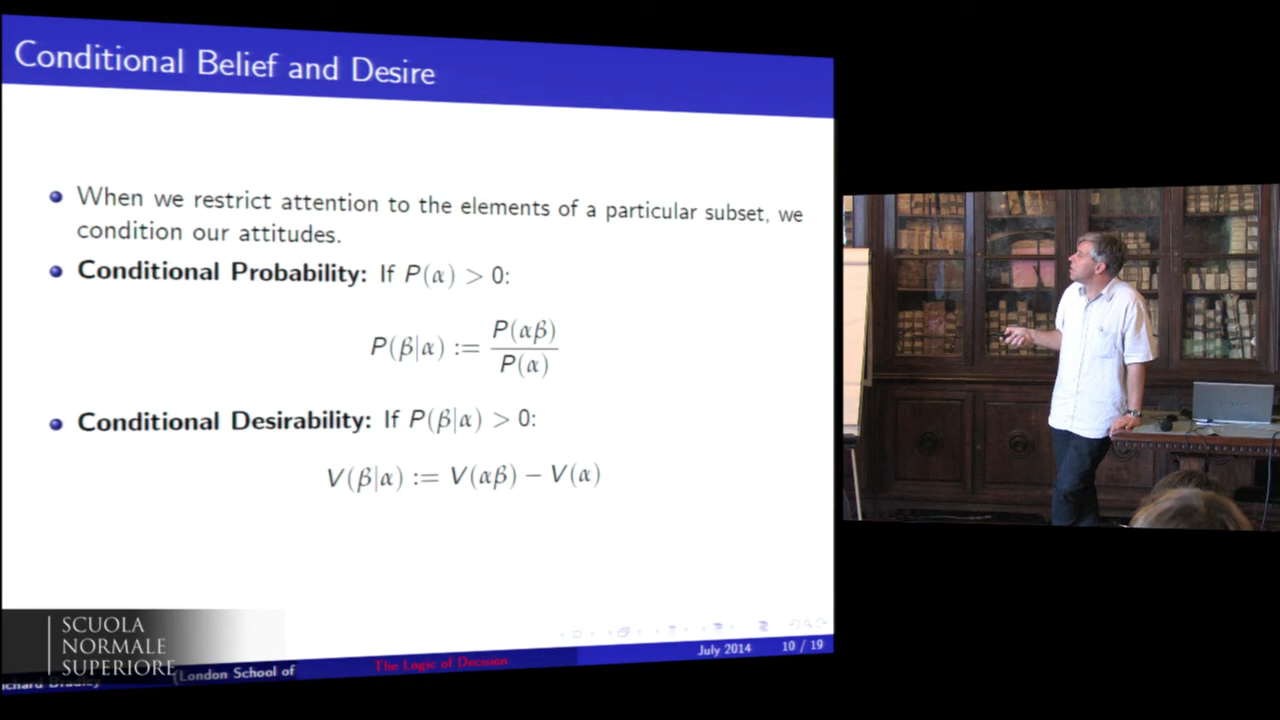 Conditional Belief and Desire
When we restrict attention to the elements of a particular subset, we
condition our attitudes.
Conditional Probability: If P(α) > 0:
P(β|α) := P(αβ) / P(α)
Conditional Desirability: If P(β|α) > 0:
V(β|α) := V(αβ) − V(α)
SCUOLA
NORMALE
SUPERIORE
Richard Bradley (London School of The Logic of Decision July 2014 10 / 19